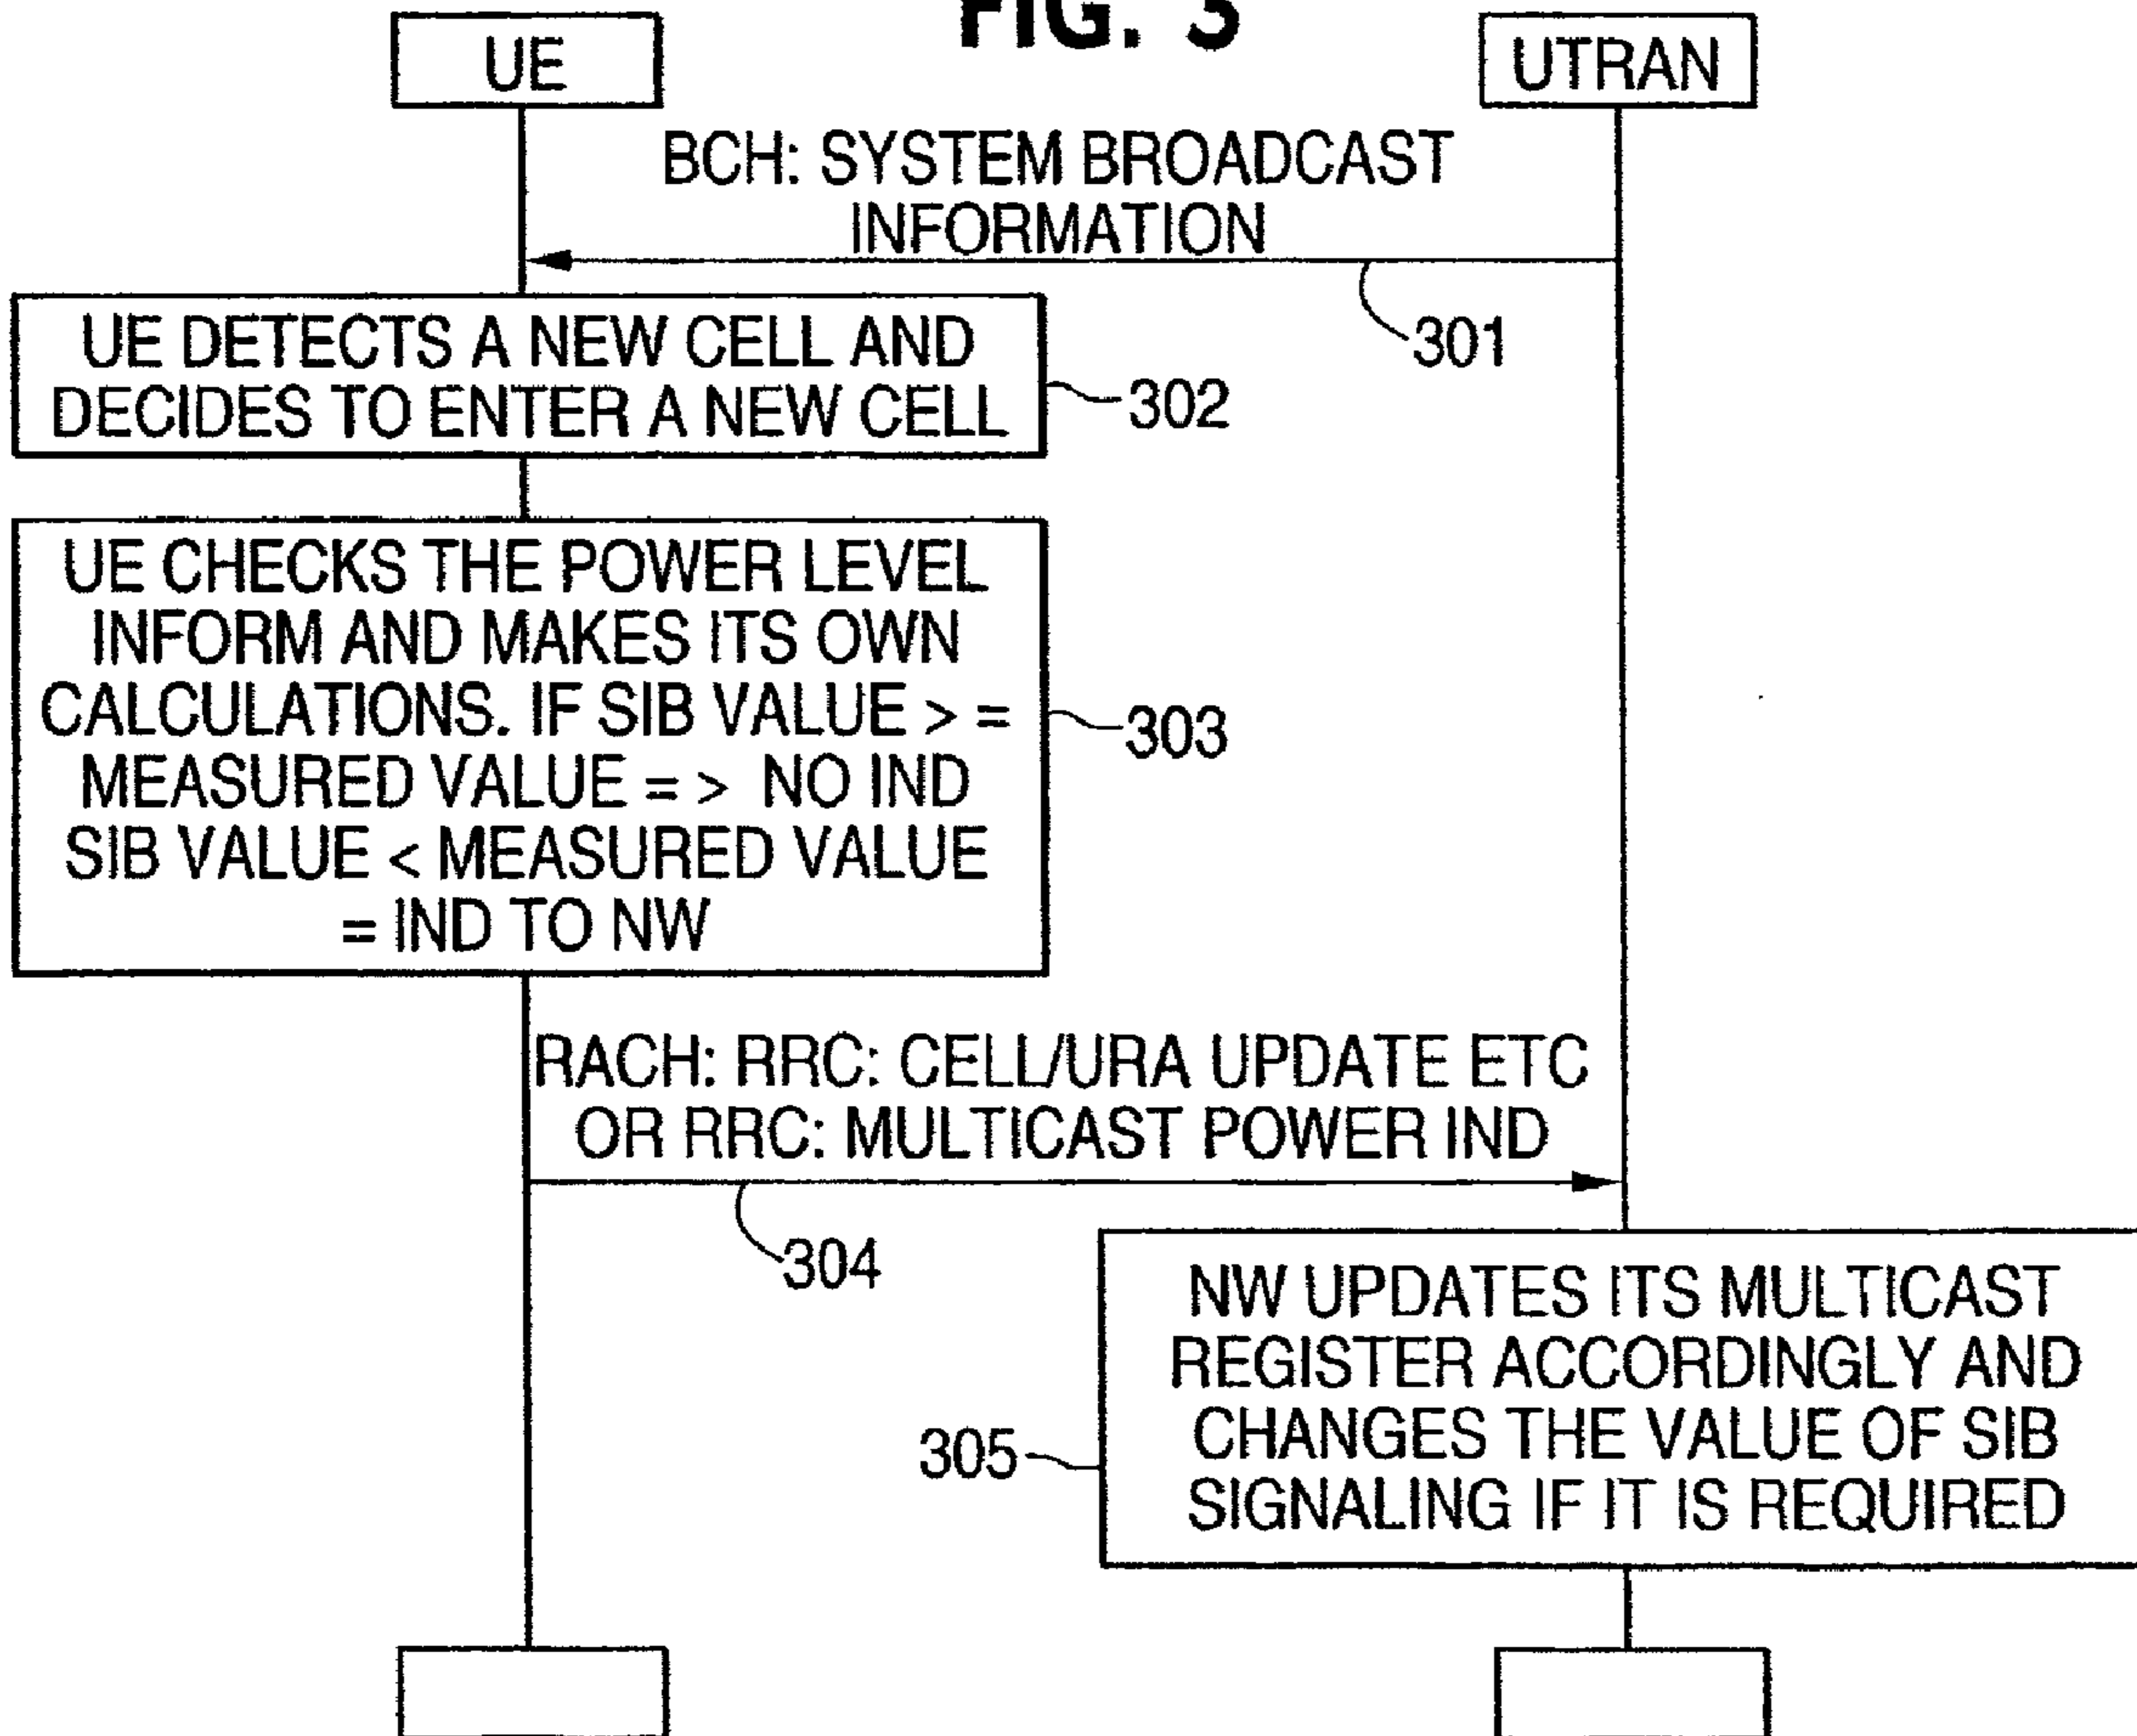 FIG. 3
UE
UTRAN
BCH: SYSTEM BROADCAST
INFORMATION
301
UE DETECTS A NEW CELL AND
DECIDES TO ENTER A NEW CELL
302
UE CHECKS THE POWER LEVEL
INFORM AND MAKES ITS OWN
CALCULATIONS. IF SIB VALUE > =
MEASURED VALUE = > NO IND
SIB VALUE < MEASURED VALUE
= IND TO NW
303
RACH: RRC: CELL/URA UPDATE ETC
OR RRC: MULTICAST POWER IND
304
NW UPDATES ITS MULTICAST
REGISTER ACCORDINGLY AND
CHANGES THE VALUE OF SIB
SIGNALING IF IT IS REQUIRED
305